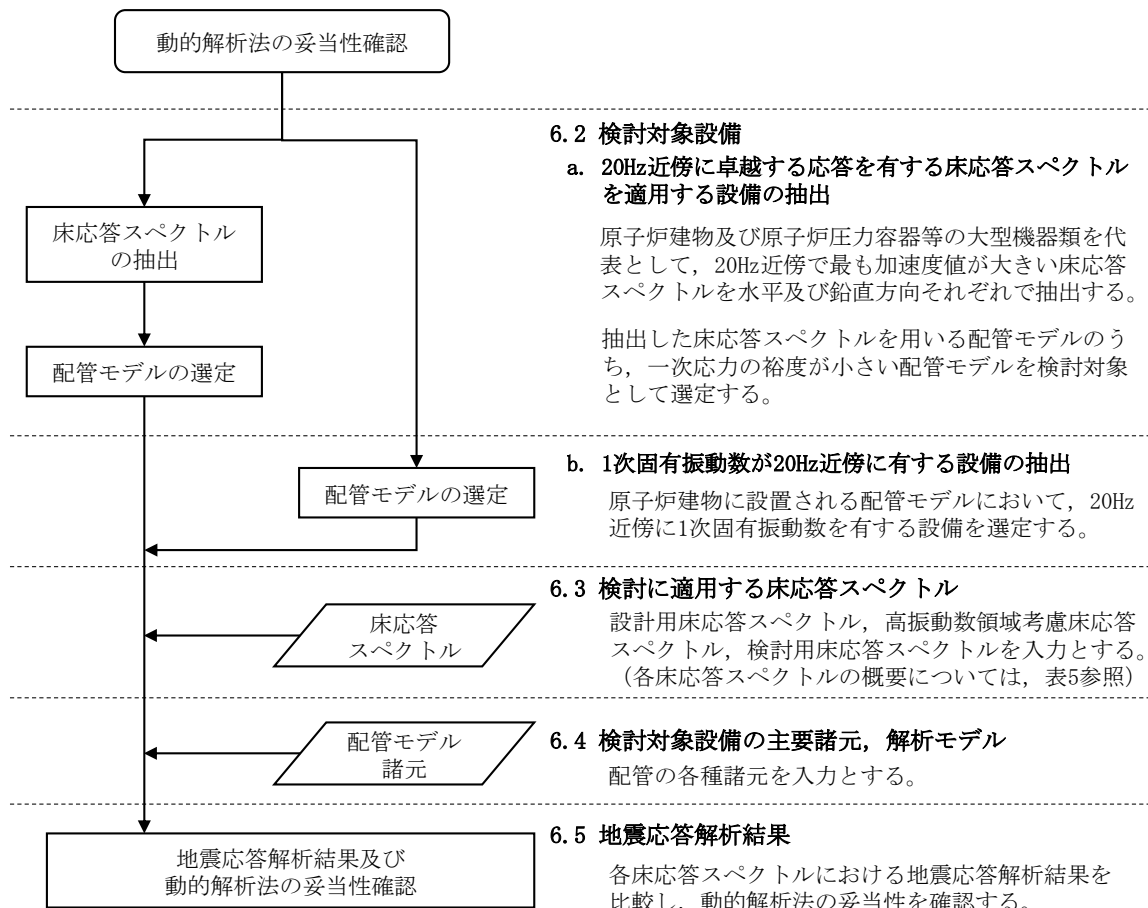 動的解析法の妥当性確認
6.2 検討対象設備
a. 20Hz近傍に卓越する応答を有する床応答スペクトル
を適用する設備の抽出
床応答スペクトル
の抽出
原子炉建物及び原子炉圧力容器等の大型機器類を代
表として，20Hz近傍で最も加速度値が大きい床応答
スペクトルを水平及び鉛直方向それぞれで抽出する。
配管モデルの選定
抽出した床応答スペクトルを用いる配管モデルのう
ち，一次応力の裕度が小さい配管モデルを検討対象
として選定する。
b. 1次固有振動数が20Hz近傍に有する設備の抽出
配管モデルの選定
原子炉建物に設置される配管モデルにおいて，20Hz
近傍に1次固有振動数を有する設備を選定する。
6.3 検討に適用する床応答スペクトル
床応答
スペクトル
設計用床応答スペクトル，高振動数領域考慮床応答
スペクトル，検討用床応答スペクトルを入力とする。
（各床応答スペクトルの概要については，表5参照）
6.4 検討対象設備の主要諸元，解析モデル
配管モデル
諸元
配管の各種諸元を入力とする。
6.5 地震応答解析結果
地震応答解析結果及び
動的解析法の妥当性確認
各床応答スペクトルにおける地震応答解析結果を
比較し，動的解析法の妥当性を確認する。